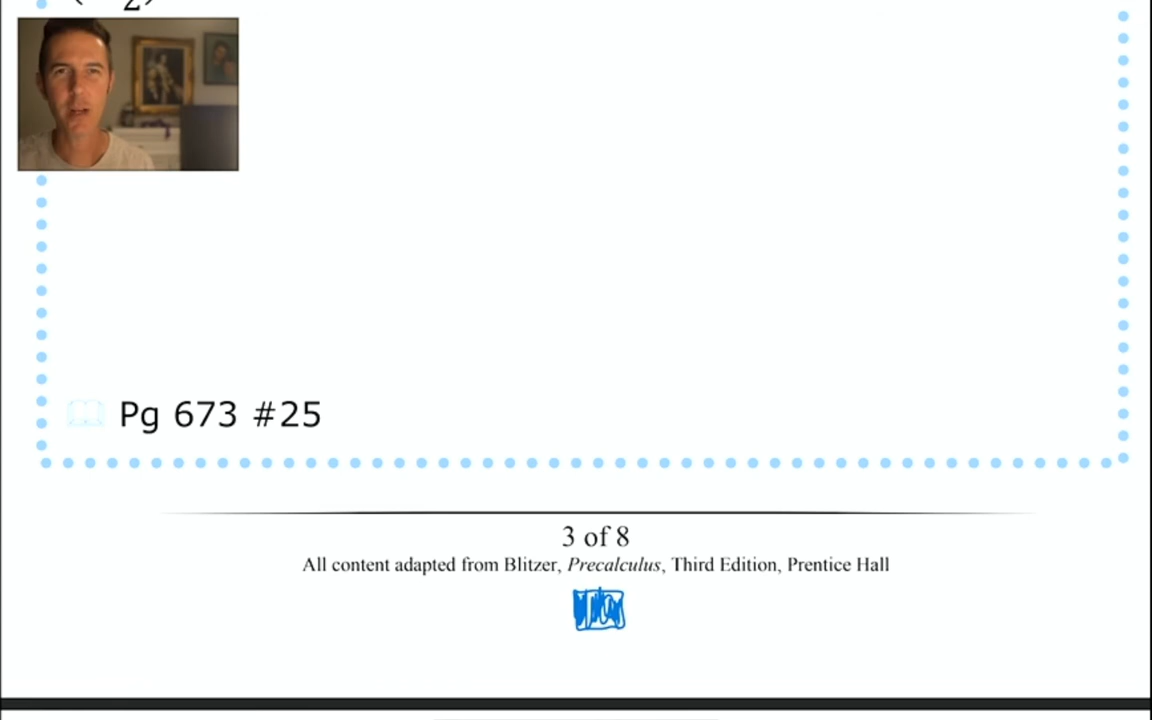 Pg 673 #25
3 of 8
All content adapted from Blitzer, Precalculus, Third Edition, Prentice Hall